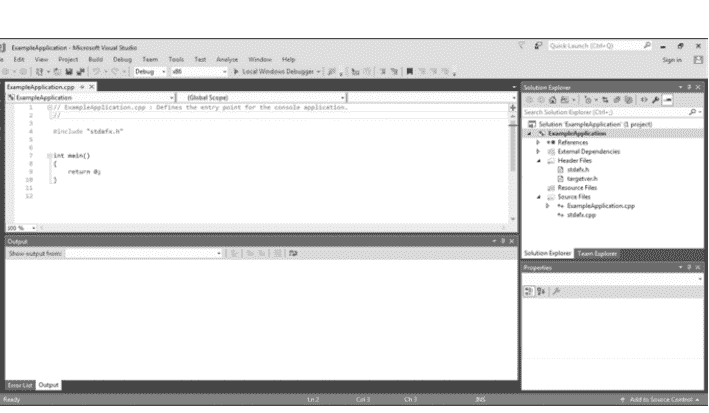 ExampleApplication - Microsoft Visual Studio
Quick Launch (Ctrl+Q)
Edit View Project Build Debug Team Tools Test Analyze Window Help
Sign in
Debug x86 Local Windows Debugger
ExampleApplication.cpp
ExampleApplication (Global Scope)
1 // ExampleApplication.cpp : Defines the entry point for the console application.
2 //
3
4 #include "stdafx.h"
5
6
7 int main()
8 {
9 return 0;
10 }
11
12
100 %
Output
Show output from:
Error List Output
Solution Explorer
Search Solution Explorer (Ctrl+;)
Solution 'ExampleApplication' (1 project)
ExampleApplication
References
External Dependencies
Header Files
stdafx.h
targetver.h
Resource Files
Source Files
ExampleApplication.cpp
stdafx.cpp
Solution Explorer Team Explorer
Properties
Ready Ln 2 Col 3 Ch 3 INS Add to Source Control